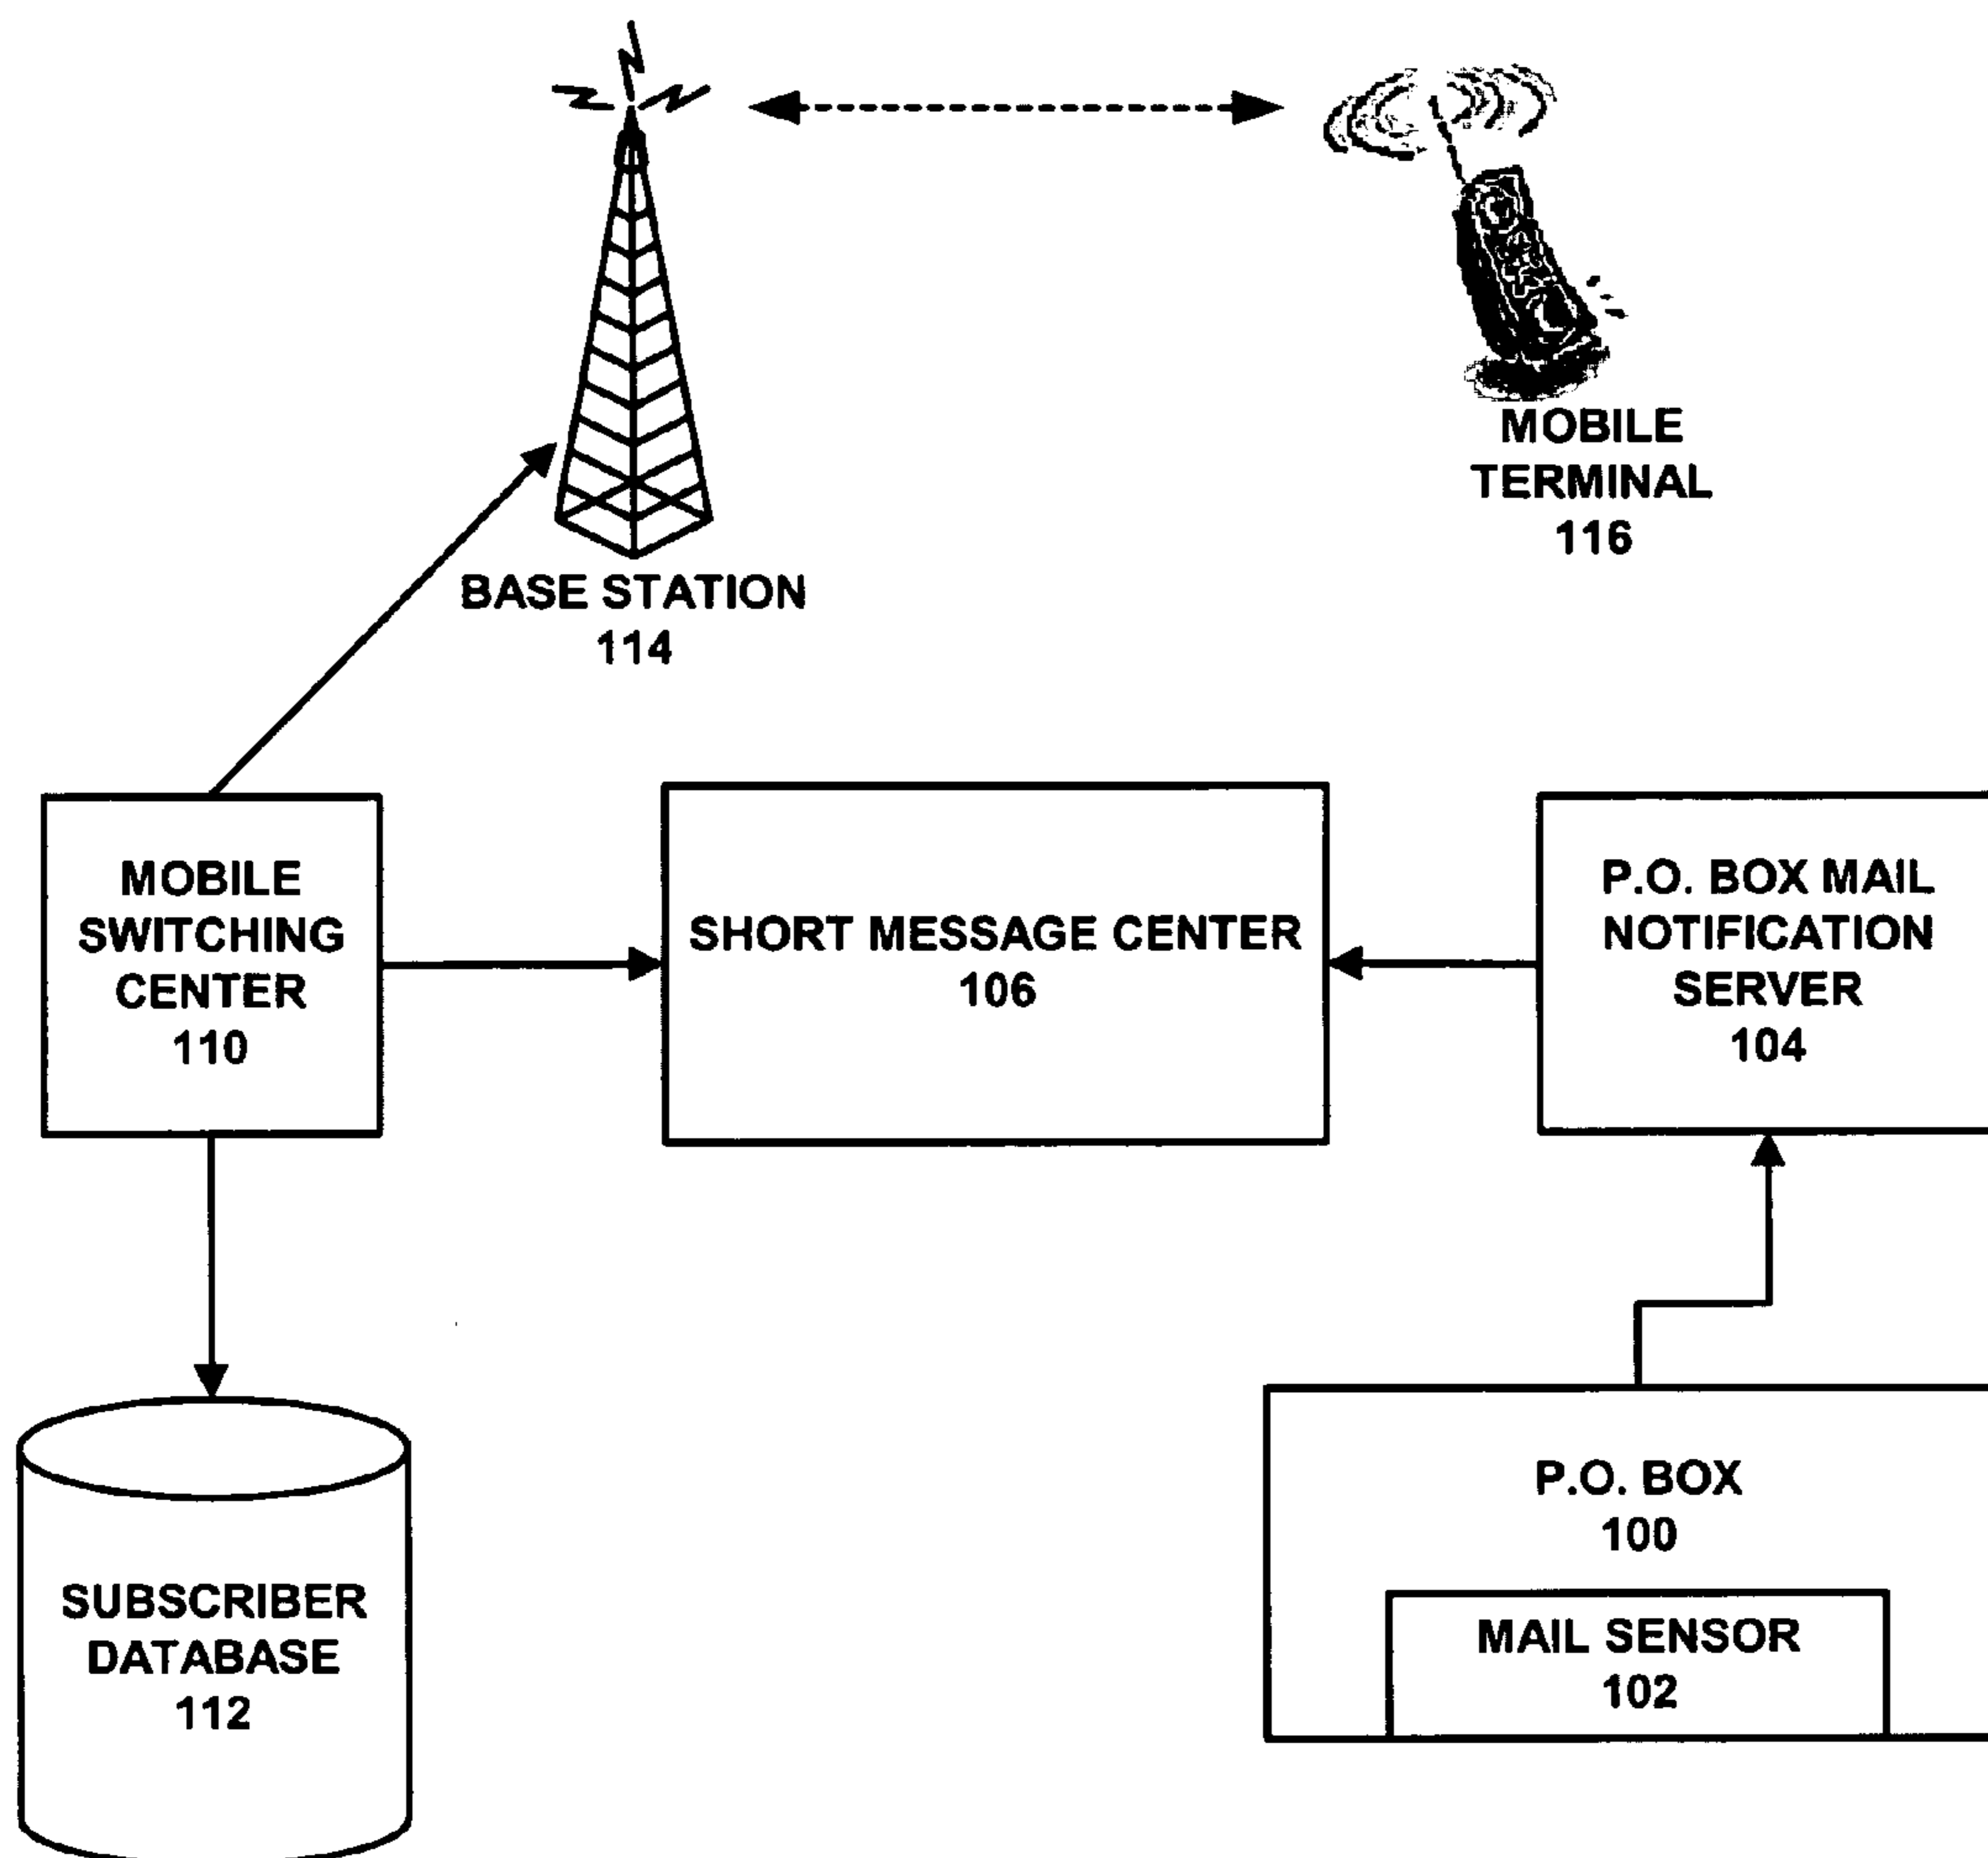 MOBILE
TERMINAL
116
BASE STATION
114
MOBILE
SWITCHING
CENTER
110
SHORT MESSAGE CENTER
106
P.O. BOX MAIL
NOTIFICATION
SERVER
104
P.O. BOX
100
MAIL SENSOR
102
SUBSCRIBER
DATABASE
112